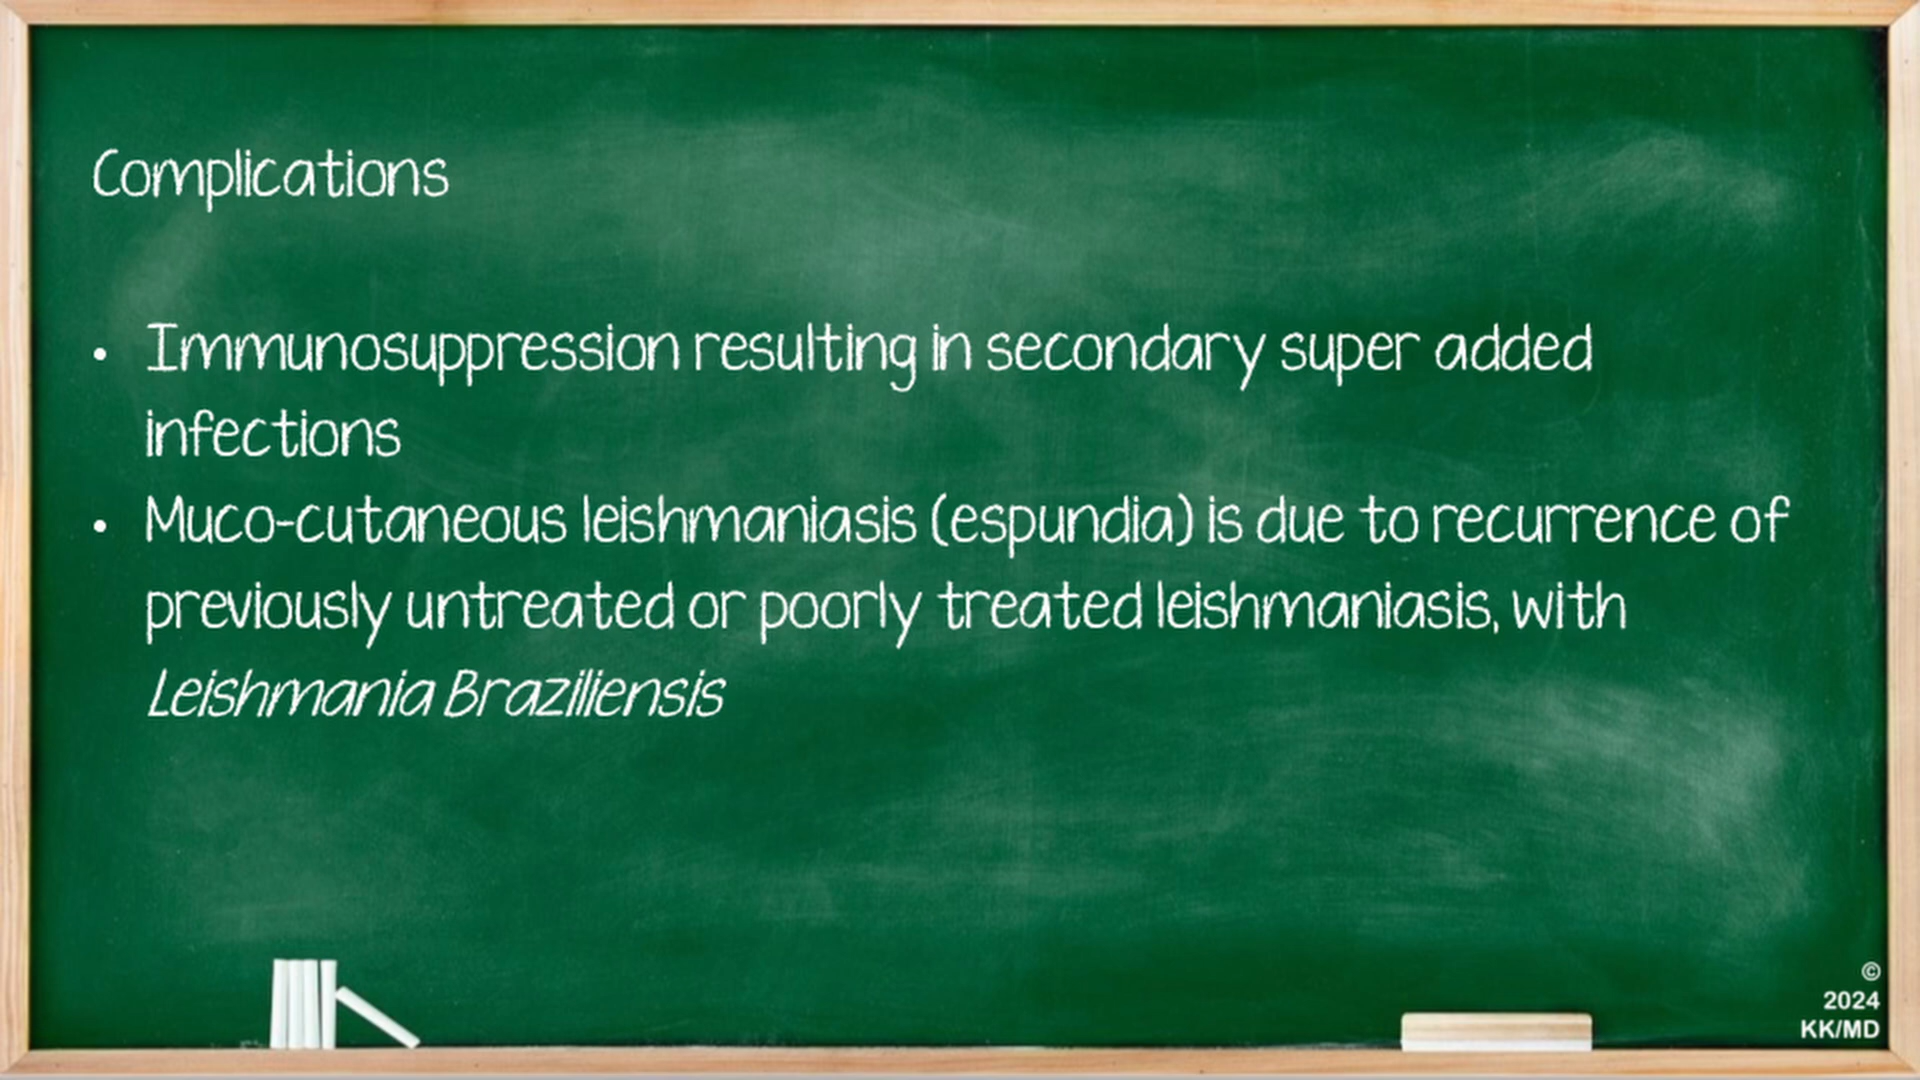 Complications
• Immunosuppression resulting in secondary super added
infections
• Muco-cutaneous leishmaniasis (espundia) is due to recurrence of
previously untreated or poorly treated leishmaniasis, with
Leishmania Braziliensis
©
2024
KK/MD